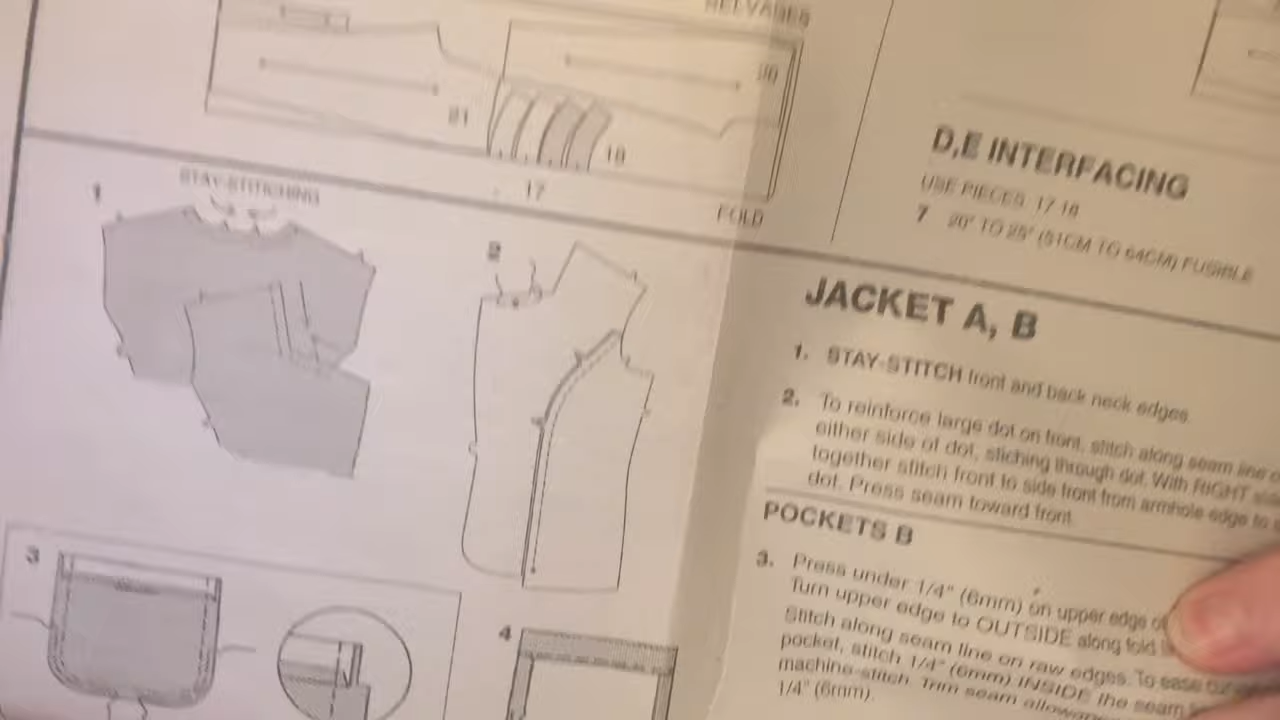 SELVAGES
20
21
18
17
FOLD
D,E INTERFACING
USE PIECES 17 18
7 20" TO 25" (51CM TO 64CM) FUSIBLE
1
STAY-STITCHING
2
3
4
JACKET A, B
1. STAY-STITCH front and back neck edges.
2. To reinforce large dot on front, stitch along seam line
either side of dot, stiching through dot. With RIGHT
together stitch front to side front from armhole edge to
dot. Press seam toward front.
POCKETS B
3. Press under 1/4" (6mm) on upper edge of
Turn upper edge to OUTSIDE along fold
Stitch along seam line on raw edges. To ease
pocket, stitch 1/4" (6mm) INSIDE the seam
machine-stitch. Trim seam
1/4" (6mm).